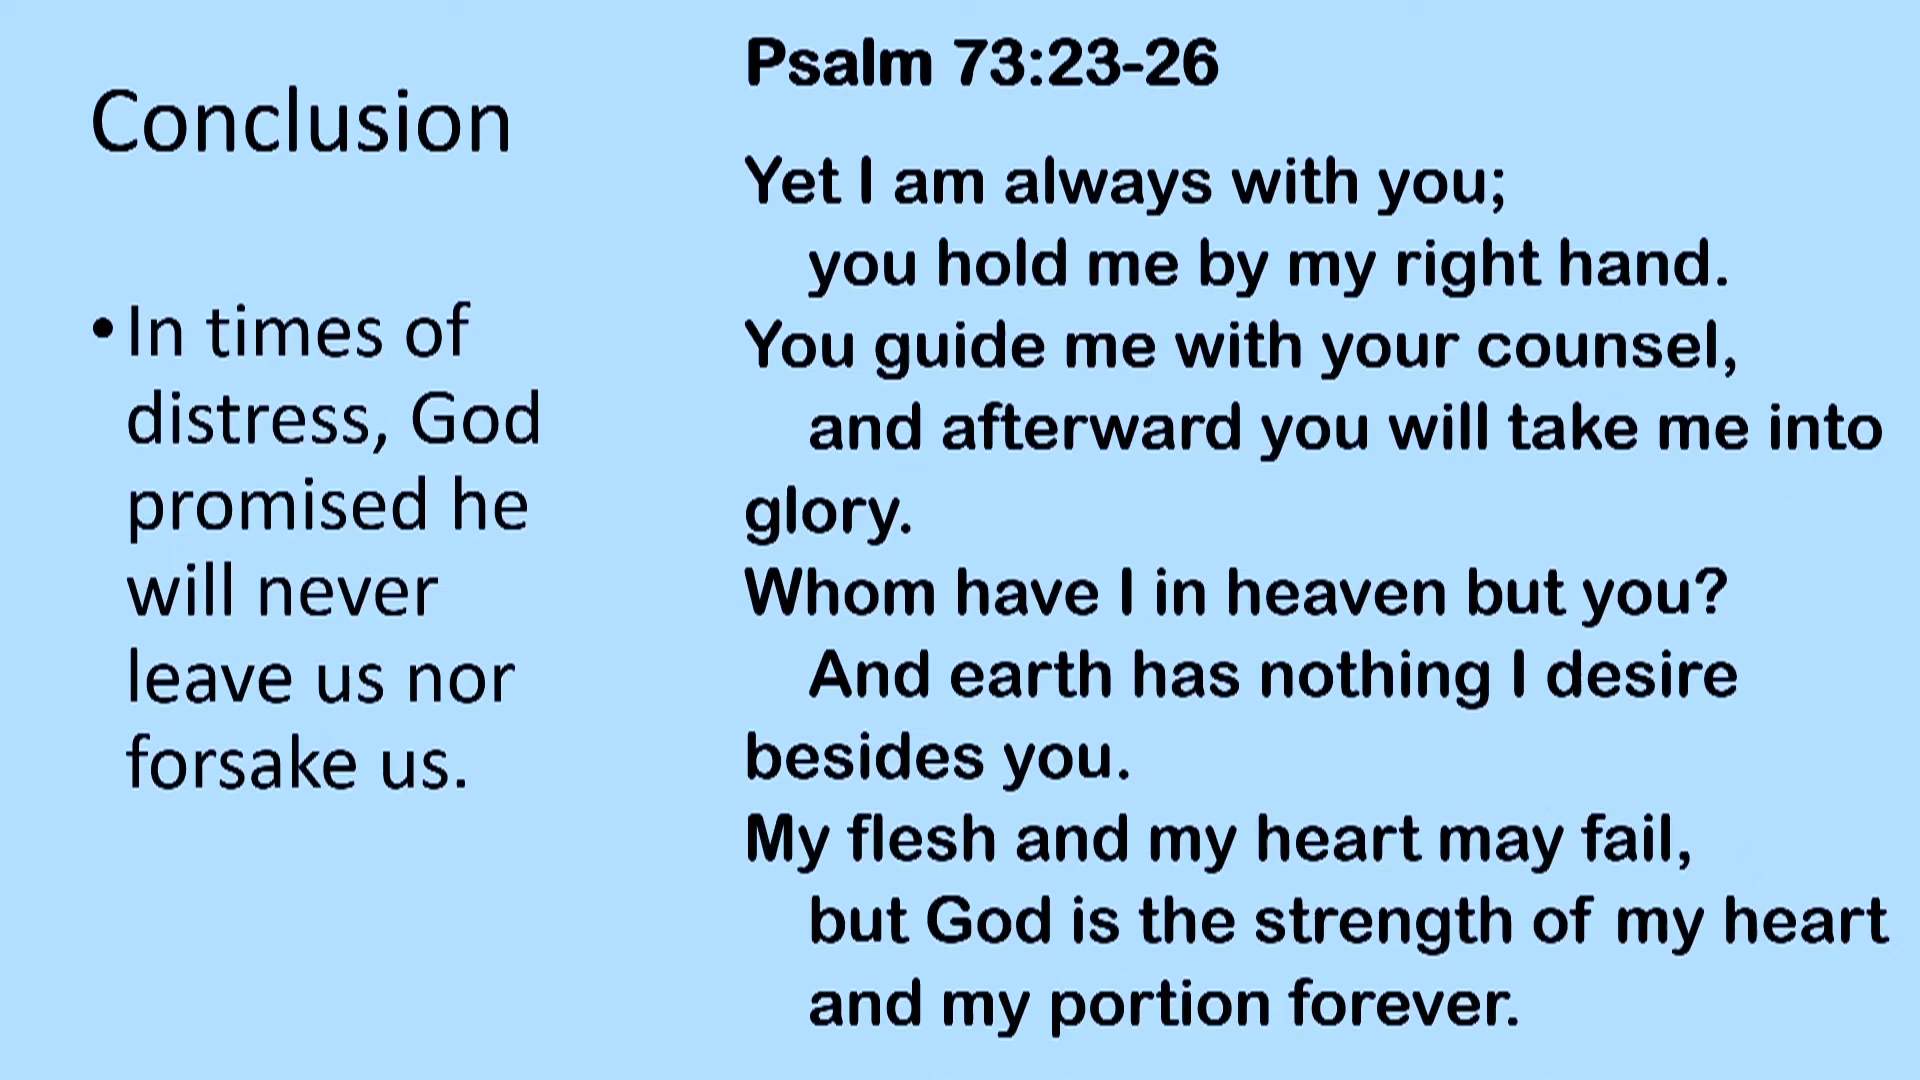 Conclusion
•In times of
distress, God
promised he
will never
leave us nor
forsake us.
Psalm 73:23-26
Yet I am always with you;
you hold me by my right hand.
You guide me with your counsel,
and afterward you will take me into
glory.
Whom have I in heaven but you?
And earth has nothing I desire
besides you.
My flesh and my heart may fail,
but God is the strength of my heart
and my portion forever.